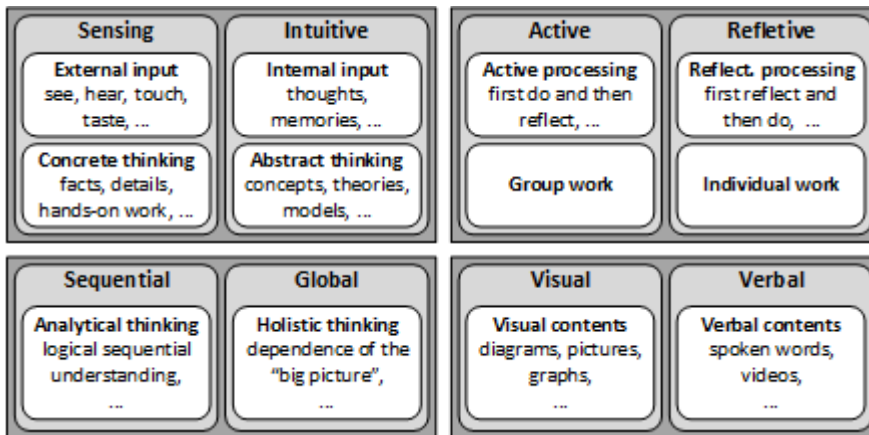 Sensing
External input
see, hear, touch,
taste, ...
Concrete thinking
facts, details,
hands-on work, ...
Intuitive
Internal input
thoughts,
memories, ...
Abstract thinking
concepts, theories,
models, ...
Active
Active processing
first do and then
reflect, ...
Group work
Refletive
Reflect. processing
first reflect and
then do, ...
Individual work
Sequential
Analytical thinking
logical sequential
understanding,
...
Global
Holistic thinking
dependence of the
“big picture”,
...
Visual
Visual contents
diagrams, pictures,
graphs,
...
Verbal
Verbal contents
spoken words,
videos,
...